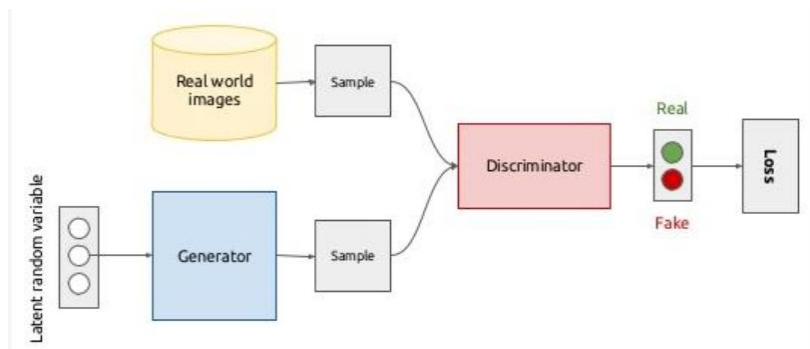 Real world
images
Sample
Real
Discriminator
Loss
Fake
Latent random variable
Generator
Sample